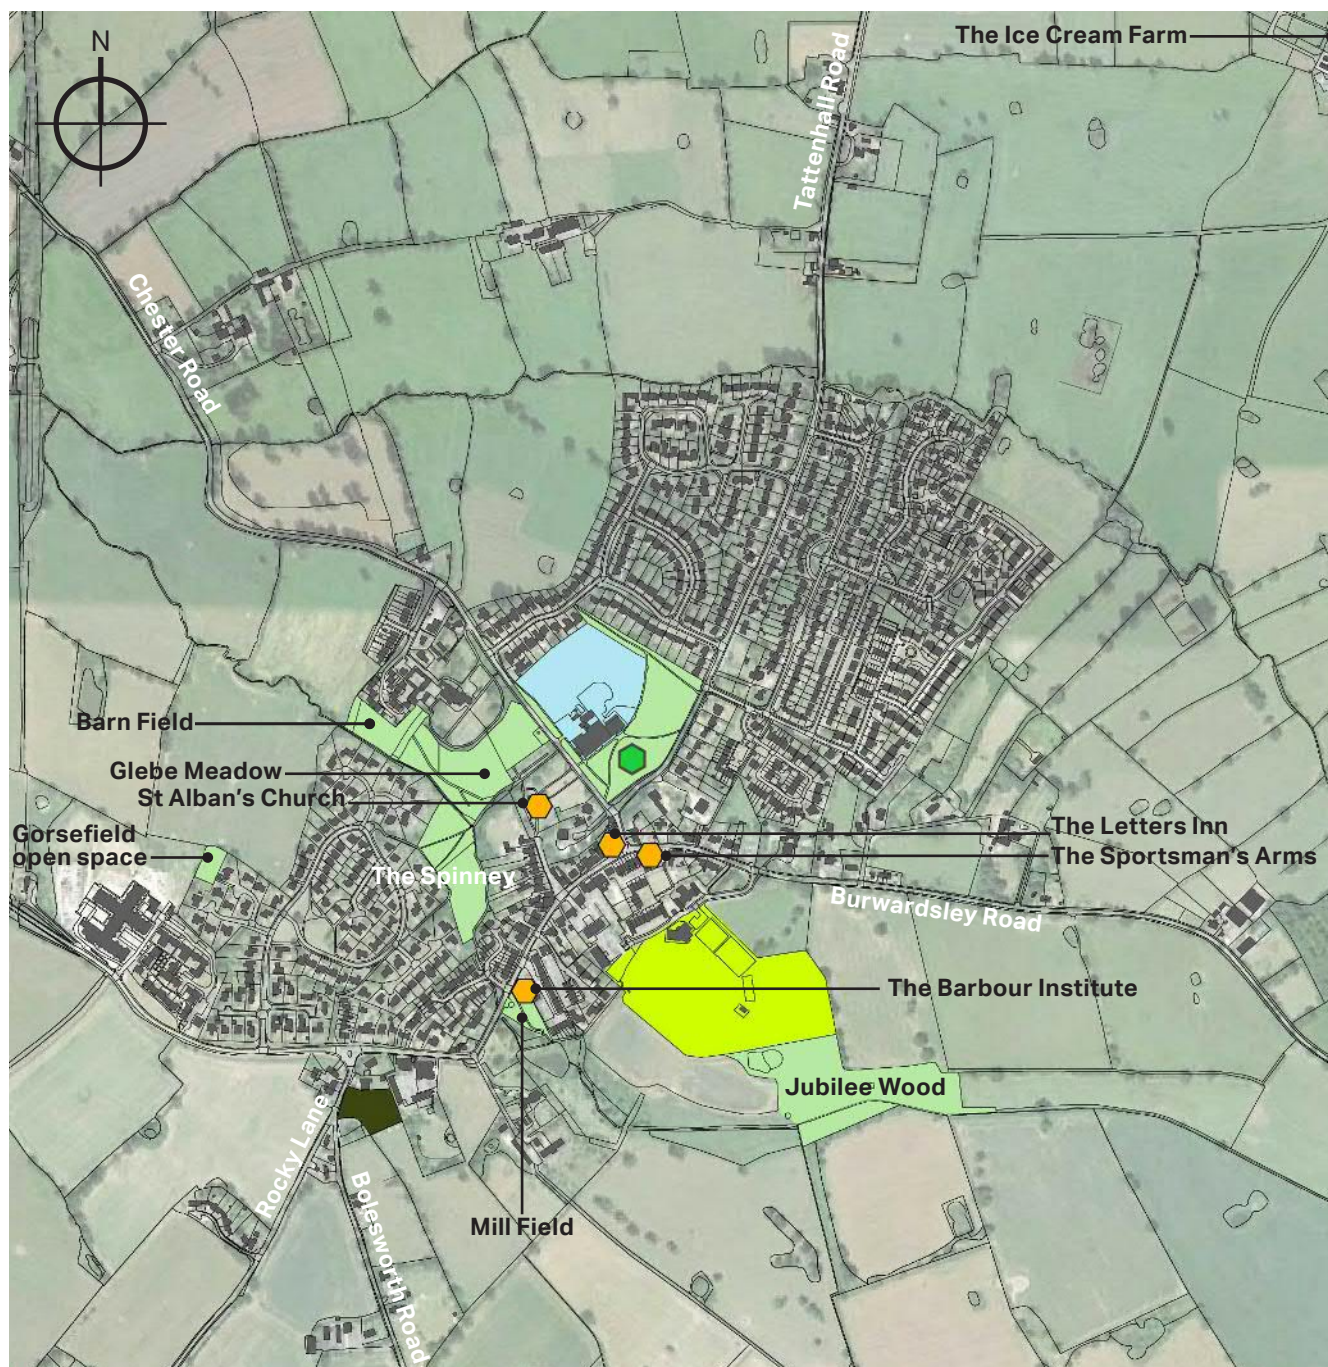 N
The Ice Cream Farm
Tattenhall Road
Chester Road
Barn Field
Glebe Meadow
St Alban's Church
Gorsefield
open space
The Spinney
The Letters Inn
The Sportsman's Arms
Burwardsley Road
The Barbour Institute
Jubilee Wood
Rocky Lane
Bolesworth Road
Mill Field